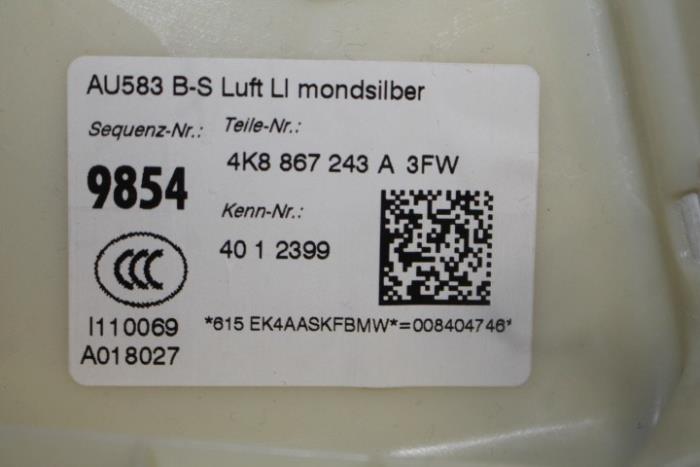 AU583 B-S Luft LI mondsilber
Sequenz-Nr.: Teile-Nr.:
9854 4K8 867 243 A 3FW
Kenn-Nr.:
40 1 2399
CCC
I110069 *615 EK4AASKFBMW*=008404746*
A018027